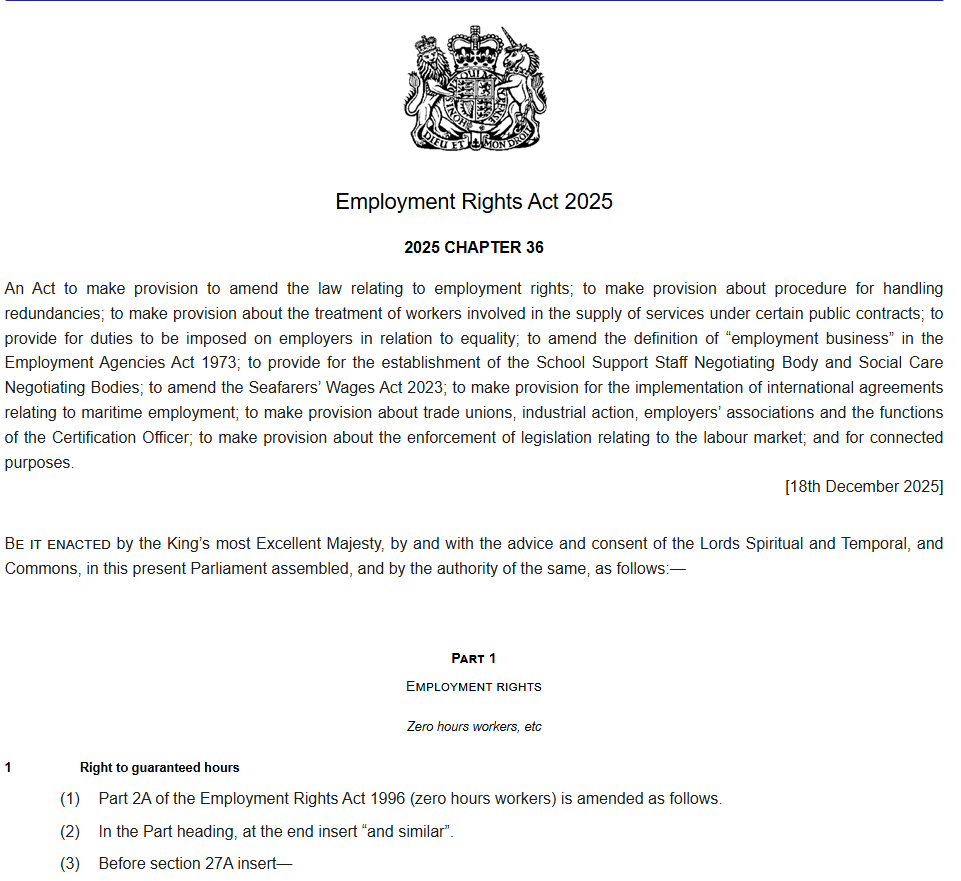 HONI SOIT QUI MAL Y PENSE
DIEU ET MON DROIT
Employment Rights Act 2025
2025 CHAPTER 36
An Act to make provision to amend the law relating to employment rights; to make provision about procedure for handling
redundancies; to make provision about the treatment of workers involved in the supply of services under certain public contracts; to
provide for duties to be imposed on employers in relation to equality; to amend the definition of “employment business” in the
Employment Agencies Act 1973; to provide for the establishment of the School Support Staff Negotiating Body and Social Care
Negotiating Bodies; to amend the Seafarers’ Wages Act 2023; to make provision for the implementation of international agreements
relating to maritime employment; to make provision about trade unions, industrial action, employers’ associations and the functions
of the Certification Officer; to make provision about the enforcement of legislation relating to the labour market; and for connected
purposes.
[18th December 2025]
BE IT ENACTED by the King’s most Excellent Majesty, by and with the advice and consent of the Lords Spiritual and Temporal, and
Commons, in this present Parliament assembled, and by the authority of the same, as follows:—
PART 1
EMPLOYMENT RIGHTS
Zero hours workers, etc
1 Right to guaranteed hours
(1) Part 2A of the Employment Rights Act 1996 (zero hours workers) is amended as follows.
(2) In the Part heading, at the end insert “and similar”.
(3) Before section 27A insert—